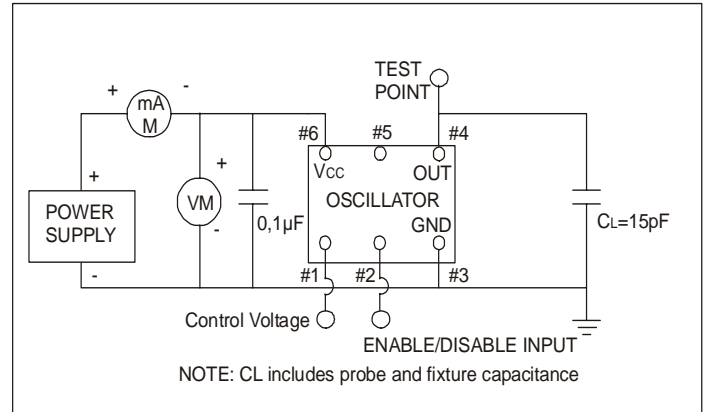 TEST
POINT
+ -
mA
M
#6 #5 #4
Vcc OUT
+ +
OSCILLATOR
POWER
SUPPLY
VM
0,1µF
CL=15pF
GND
- -
#1 #2 #3
Control Voltage
ENABLE/DISABLE INPUT
NOTE: CL includes probe and fixture capacitance